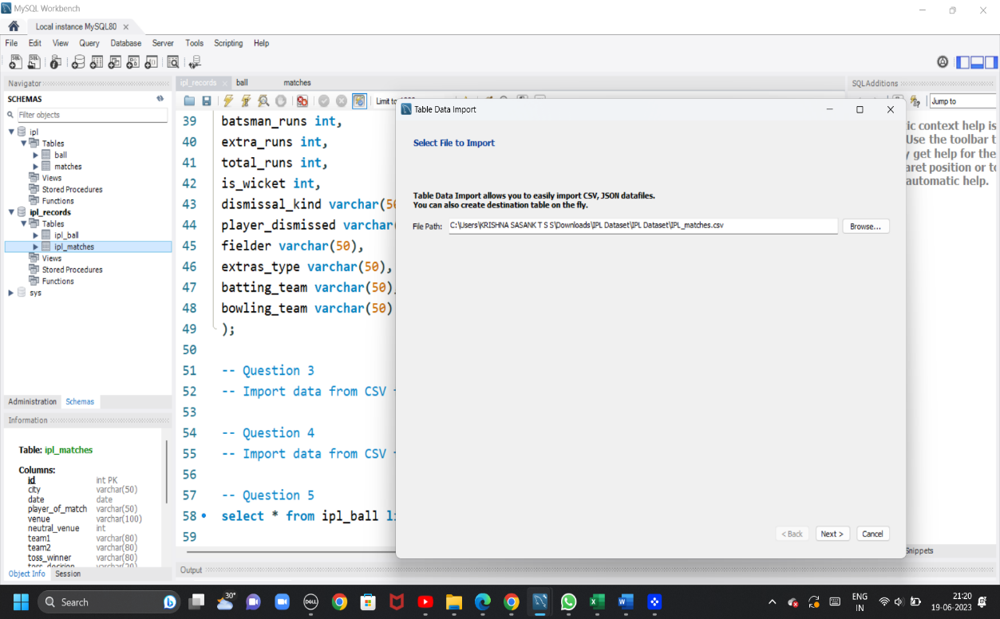 MySQL Workbench
Local instance MySQL80
File Edit View Query Database Server Tools Scripting Help
Navigator
SCHEMAS
Filter objects
ipl
Tables
ball
matches
Views
Stored Procedures
Functions
ipl_records
Tables
ipl_ball
ipl_matches
Views
Stored Procedures
Functions
sys
Administration Schemas
Information
Table: ipl_matches
Columns:
id int PK
city varchar(50)
date date
player_of_match varchar(50)
venue varchar(100)
neutral_venue int
team1 varchar(80)
team2 varchar(80)
toss_winner varchar(80)
toss_decision varchar(20)
Object Info Session
ipl_records ball matches
Limit to
39 batsman_runs int,
40 extra_runs int,
41 total_runs int,
42 is_wicket int,
43 dismissal_kind varchar(50
44 player_dismissed varchar(
45 fielder varchar(50),
46 extras_type varchar(50),
47 batting_team varchar(50),
48 bowling_team varchar(50)
49 );
50
51 -- Question 3
52 -- Import data from CSV
53
54 -- Question 4
55 -- Import data from CSV
56
57 -- Question 5
58 select * from ipl_ball li
59
Output
Table Data Import
Select File to Import
Table Data Import allows you to easily import CSV, JSON datafiles.
You can also create destination table on the fly.
File Path: C:\Users\KRISHNA SASANK T S S\Downloads\IPL Dataset\IPL Dataset\IPL_matches.csv Browse...
< Back Next > Cancel
SQLAdditions
Jump to
ic context help is
Use the toolbar t
y get help for the
aret position or to
automatic help.
Snippets
Search
30°
DELL
ENG
IN
21:20
19-06-2023